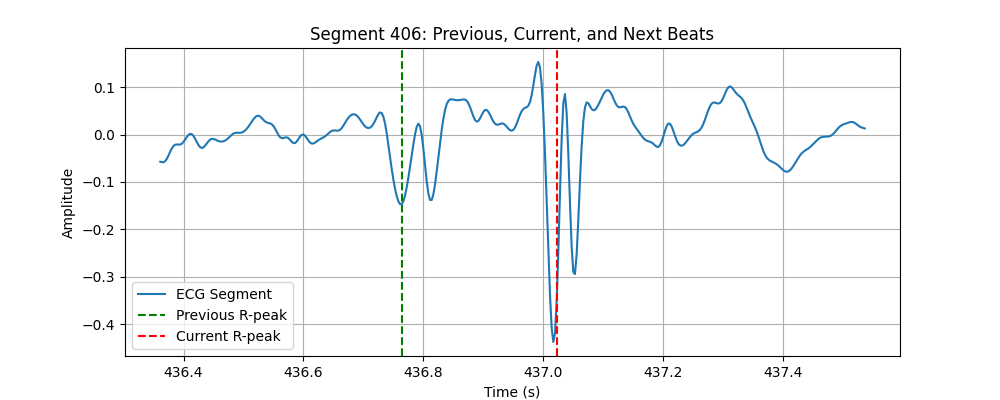 Segment 406: Previous, Current, and Next Beats
Amplitude
0.1
0.0
−0.1
−0.2
−0.3
−0.4
ECG Segment
Previous R-peak
Current R-peak
436.4 436.6 436.8 437.0 437.2 437.4
Time (s)